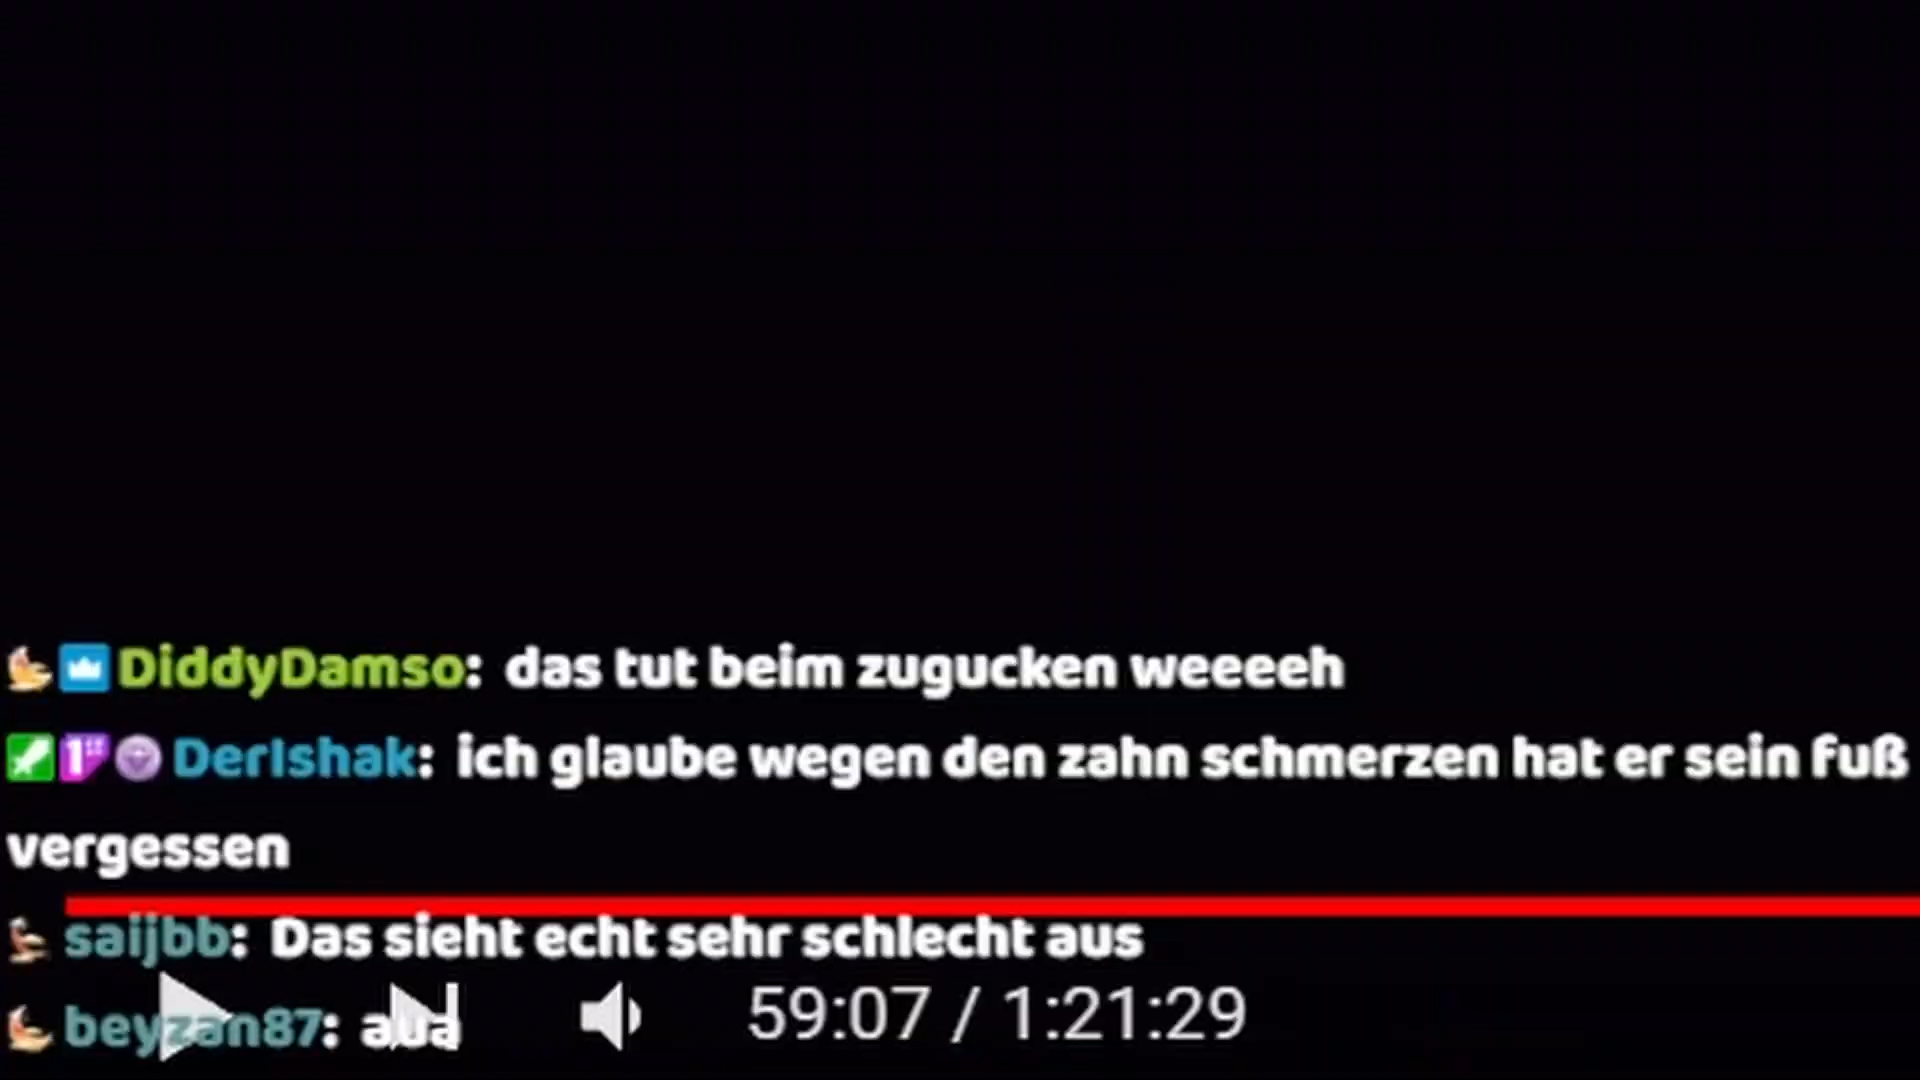 DiddyDamso: das tut beim zugucken weeeeh
1 DerIshak: ich glaube wegen den zahn schmerzen hat er sein fuß
vergessen
saijbb: Das sieht echt sehr schlecht aus
beyzan87: aua
59:07 / 1:21:29